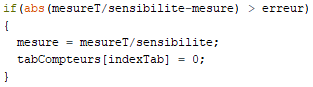 if(abs(mesureT/sensibilite-mesure) > erreur)
{
  mesure = mesureT/sensibilite;
  tabCompteurs[indexTab] = 0;
}